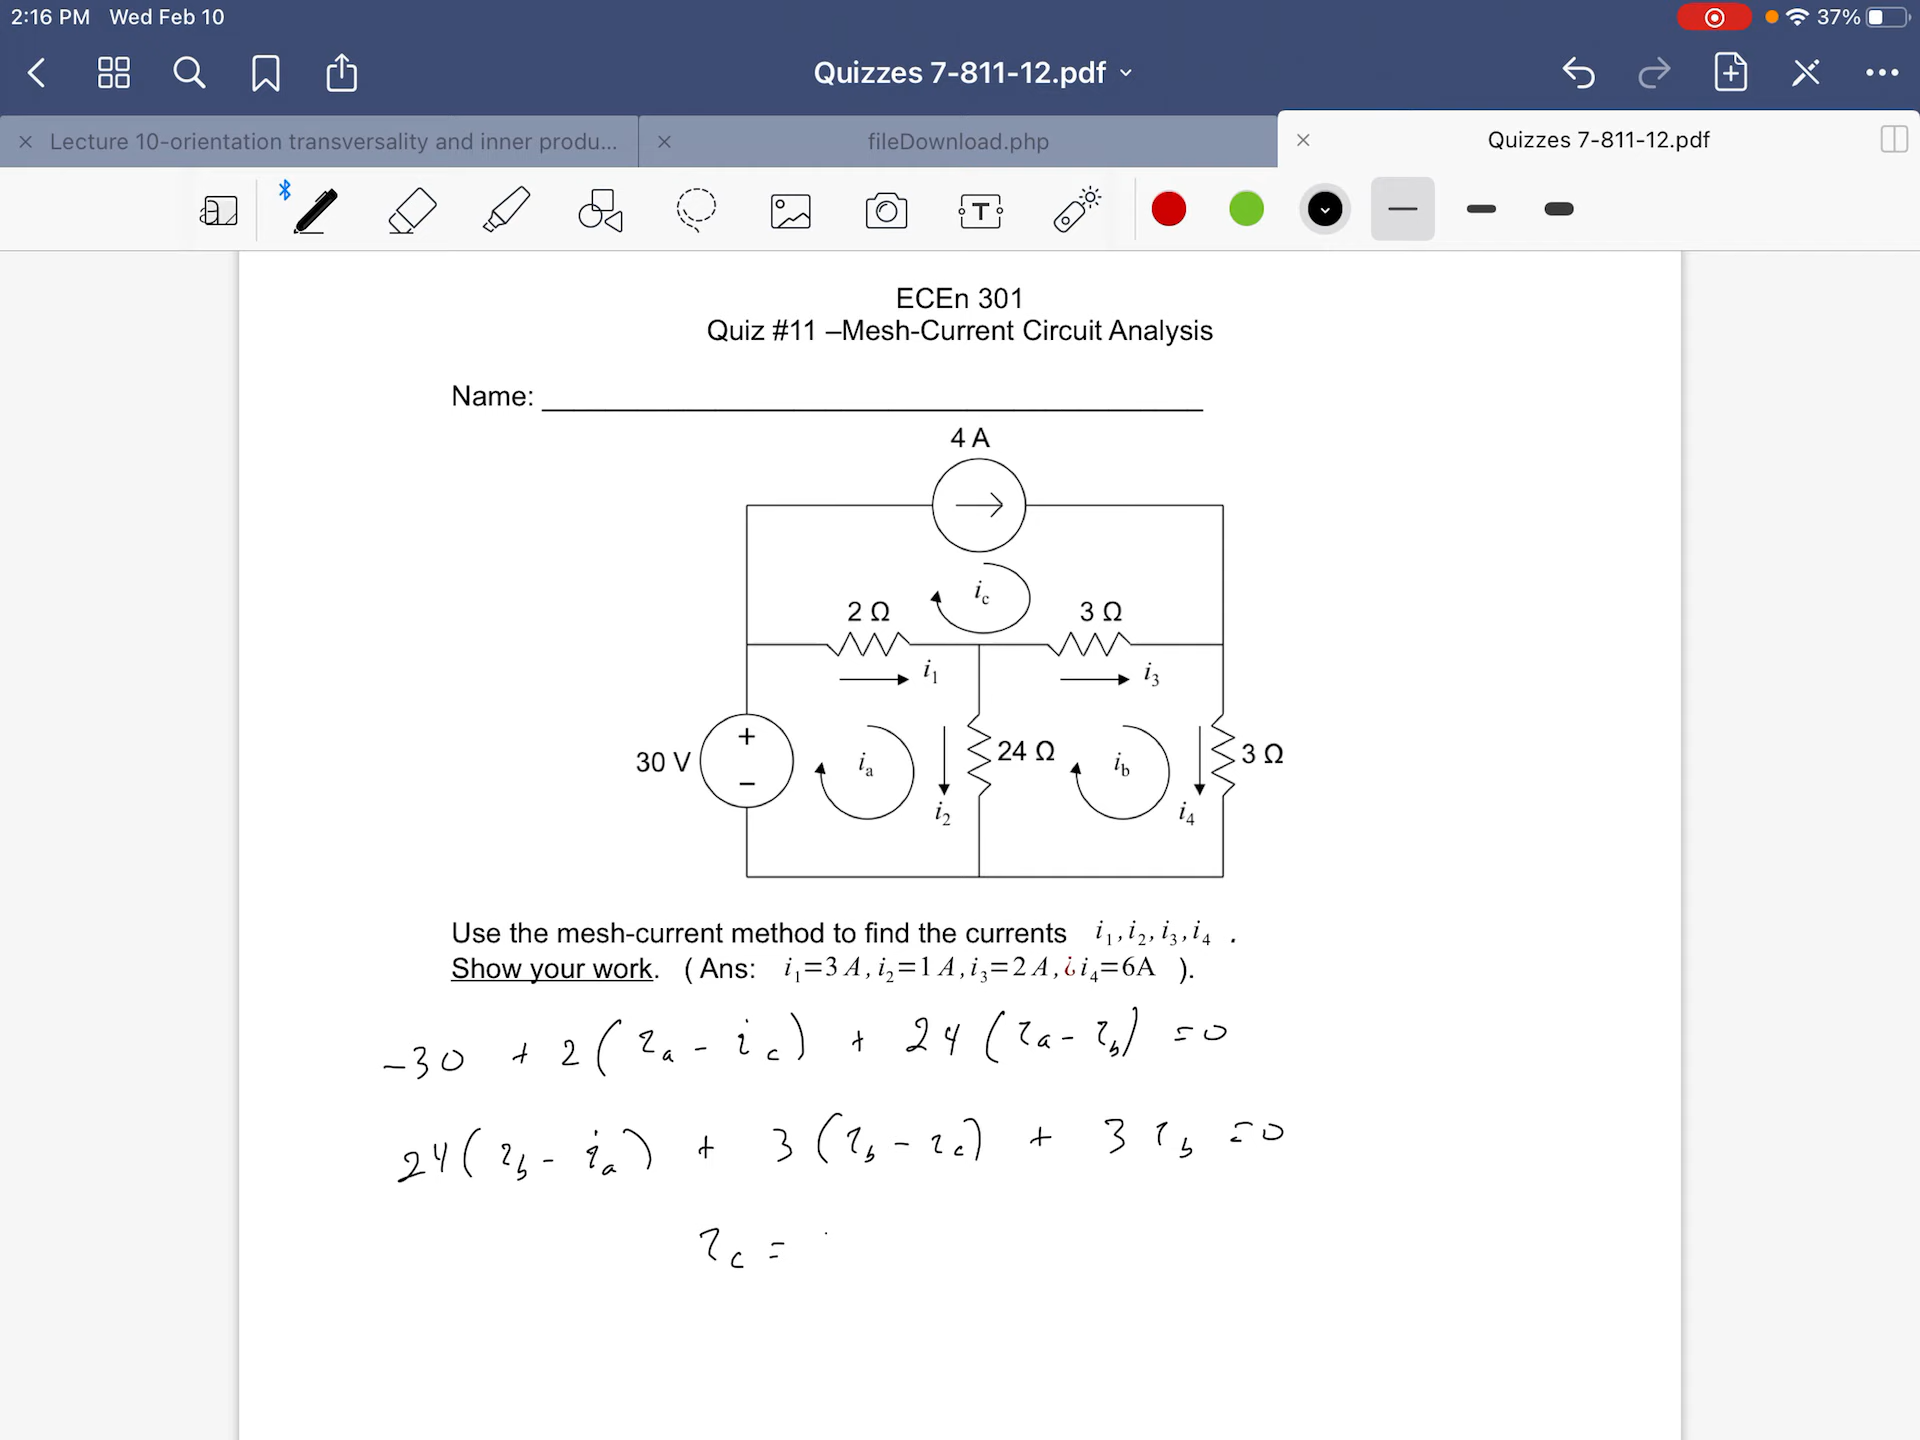 2:16 PM Wed Feb 10
37%
Quizzes 7-811-12.pdf
Lecture 10-orientation transversality and inner produ...
fileDownload.php
Quizzes 7-811-12.pdf
a
T
ECEn 301
Quiz #11 –Mesh-Current Circuit Analysis
Name:
4 A
i_c
2 Ω
3 Ω
i_1
i_3
+
30 V
–
i_a
24 Ω
i_b
3 Ω
i_2
i_4
Use the mesh-current method to find the currents i_1, i_2, i_3, i_4 .
Show your work. ( Ans: i_1=3 A, i_2=1 A, i_3=2 A, ¿ i_4=6A ).
-30 + 2(i_a - i_c) + 24(i_a - i_b) = 0
24(i_b - i_a) + 3(i_b - i_c) + 3 i_b = 0
i_c =